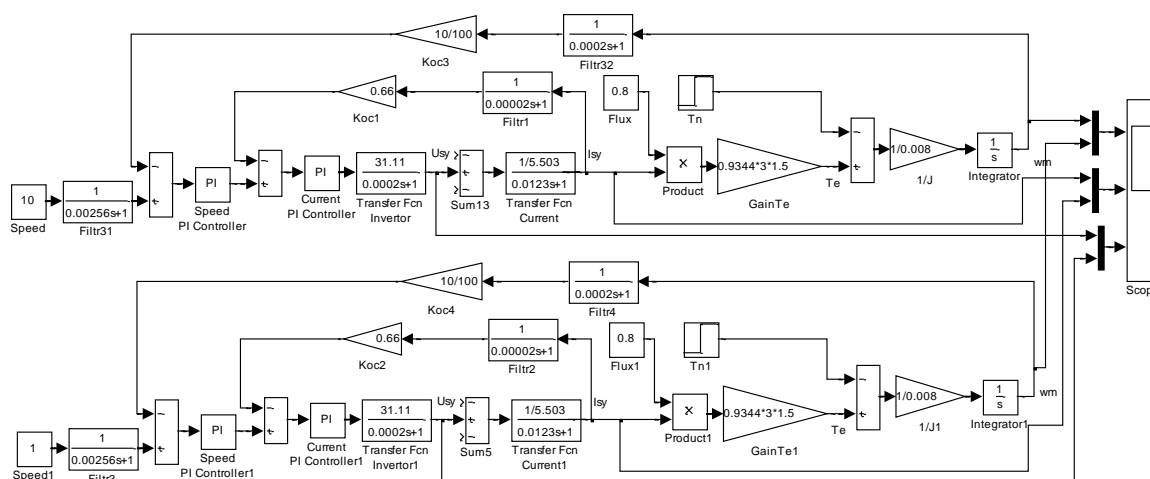 10/100
Koc3
1
0.0002s+1
Filtr32
0.66
Koc1
1
0.00002s+1
Filtr1
0.8
Flux
Tn
10
Speed
1
0.00256s+1
Filtr31
PI
Speed
PI Controller
PI
Current
PI Controller
31.11
0.0002s+1
Transfer Fcn
Invertor
Usy
Sum13
1/5.503
0.0123s+1
Transfer Fcn
Current
Isy
×
Product
0.9344*3*1.5
GainTe
Te
1/0.008
1/J
1
s
Integrator
wm
Scop
10/100
Koc4
1
0.0002s+1
Filtr4
0.66
Koc2
1
0.00002s+1
Filtr2
0.8
Flux1
Tn1
1
Speed1
1
0.00256s+1
Filtr3
PI
Speed
PI Controller1
PI
Current
PI Controller1
31.11
0.0002s+1
Transfer Fcn
Invertor1
Usy
Sum5
1/5.503
0.0123s+1
Transfer Fcn
Current1
Isy
×
Product1
0.9344*3*1.5
GainTe1
Te
1/0.008
1/J1
1
s
Integrator1
wm